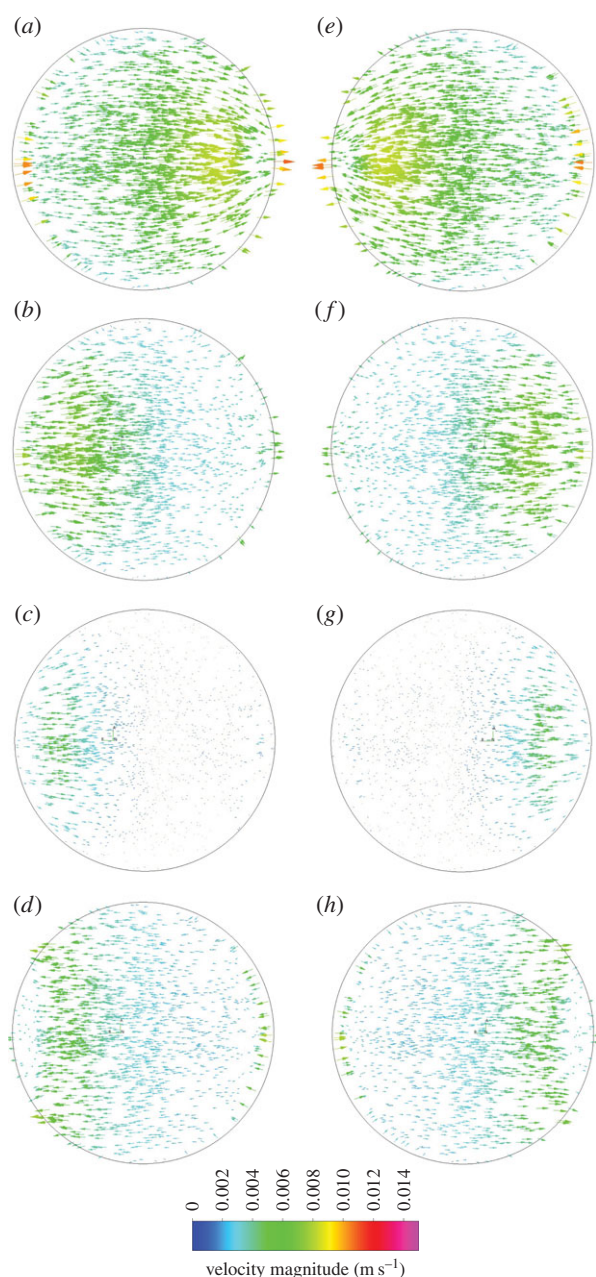 (a) (e)
(b) (f)
(c) (g)
(d) (h)
0 0.002 0.004 0.006 0.008 0.010 0.012 0.014
velocity magnitude (m s⁻¹)